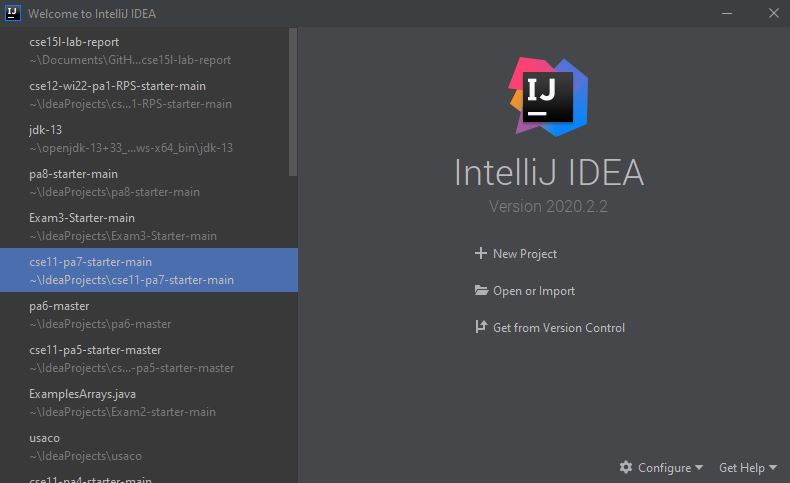 Welcome to IntelliJ IDEA
cse15l-lab-report
~\Documents\GitH...cse15l-lab-report
cse12-wi22-pa1-RPS-starter-main
~\IdeaProjects\cs...1-RPS-starter-main
jdk-13
~\openjdk-13+33_...ws-x64_bin\jdk-13
pa8-starter-main
~\IdeaProjects\pa8-starter-main
Exam3-Starter-main
~\IdeaProjects\Exam3-Starter-main
cse11-pa7-starter-main
~\IdeaProjects\cse11-pa7-starter-main
pa6-master
~\IdeaProjects\pa6-master
cse11-pa5-starter-master
~\IdeaProjects\cs...-pa5-starter-master
ExamplesArrays.java
~\IdeaProjects\Exam2-starter-main
usaco
~\IdeaProjects\usaco
cse11-pa4-starter-main
IJ
IntelliJ IDEA
Version 2020.2.2
New Project
Open or Import
Get from Version Control
Configure
Get Help